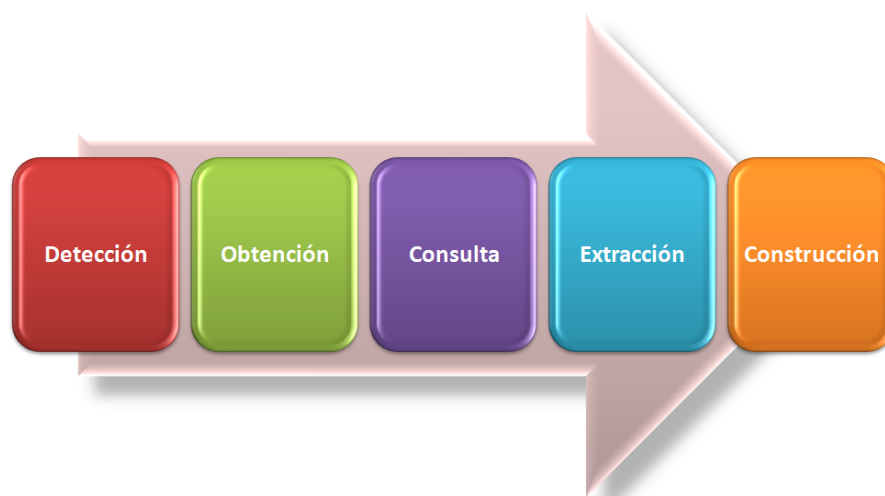 Detección
Obtención
Consulta
Extracción
Construcción